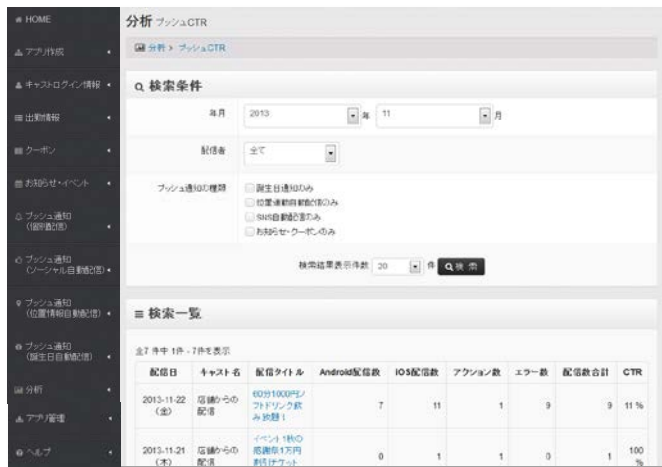 HOME
アプリ作成
キャストログイン情報
出勤情報
クーポン
お知らせ・イベント
プッシュ通知
(個別配信)
プッシュ通知
(ソーシャル自動配信)
プッシュ通知
(位置情報自動配信)
プッシュ通知
(誕生日自動配信)
分析
アプリ管理
ヘルプ
分析 プッシュCTR
分析 > プッシュCTR
検索条件
年月 2013 年 11 月
配信者 全て
プッシュ通知の種類 誕生日通知のみ
位置連動自動配信のみ
SNS自動配信のみ
お知らせ・クーポンのみ
検索結果表示件数 20 件 検索
検索一覧
全7 件中 1件 - 7件を表示
配信日 キャスト名 配信タイトル Android配信数 IOS配信数 アクション数 エラー数 配信数合計 CTR
2013-11-22
(金)
店舗からの
配信
60分1000円ソ
フトドリンク飲
み放題!
7 11 1 9 9 11 %
2013-11-21
(木)
店舗からの
配信
イベント1秋の
感謝祭1万円
割引チケット
0 1 1 0 1 100
%